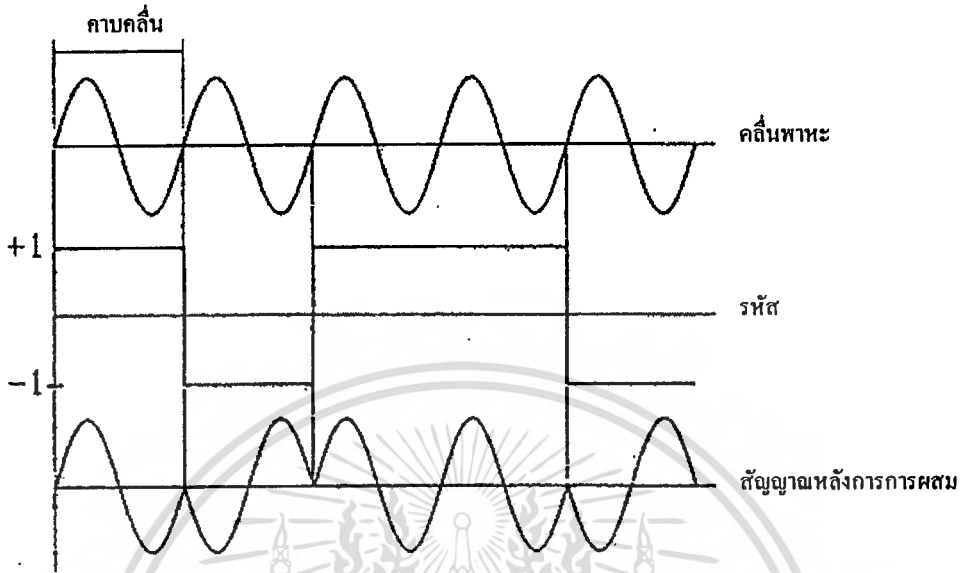 คาบคลื่น
คลื่นพาหะ
+1
รหัส
-1
สัญญาณหลังการการผสม